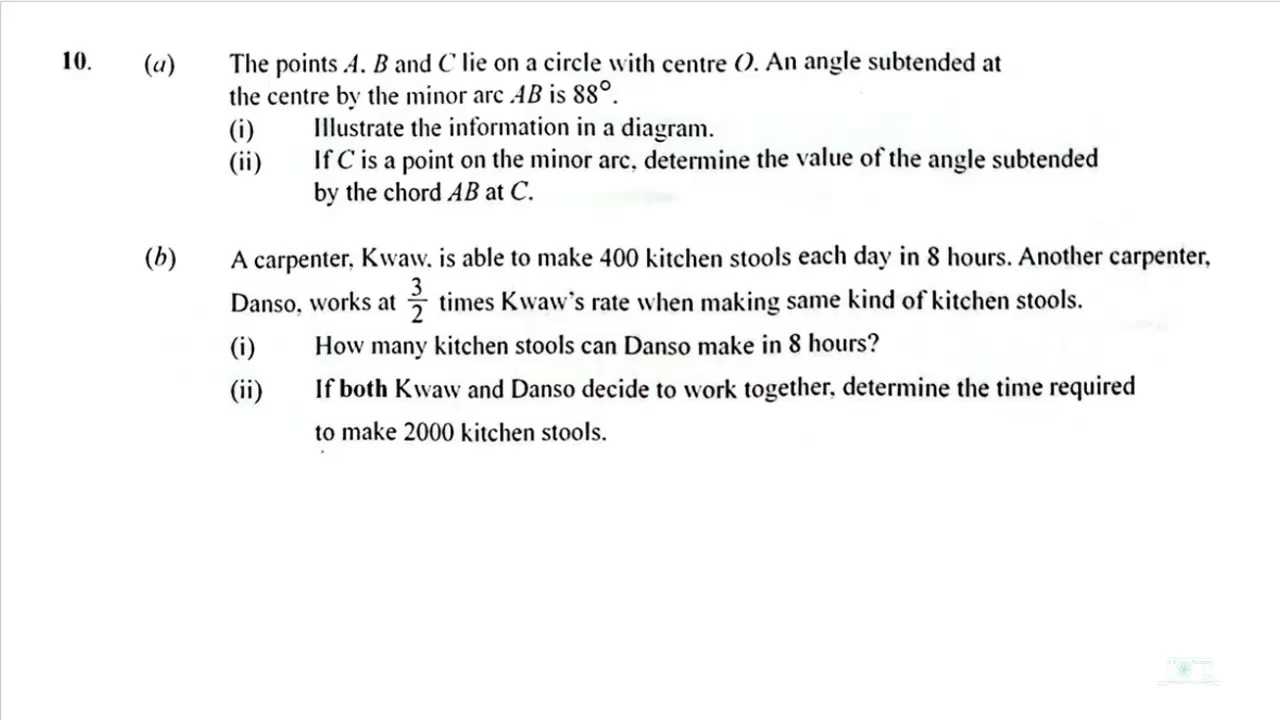 10. (a) The points A. B and C lie on a circle with centre O. An angle subtended at
the centre by the minor arc AB is 88°.
(i) Illustrate the information in a diagram.
(ii) If C is a point on the minor arc, determine the value of the angle subtended
by the chord AB at C.
(b) A carpenter, Kwaw, is able to make 400 kitchen stools each day in 8 hours. Another carpenter,
Danso, works at 3/2 times Kwaw's rate when making same kind of kitchen stools.
(i) How many kitchen stools can Danso make in 8 hours?
(ii) If both Kwaw and Danso decide to work together, determine the time required
to make 2000 kitchen stools.